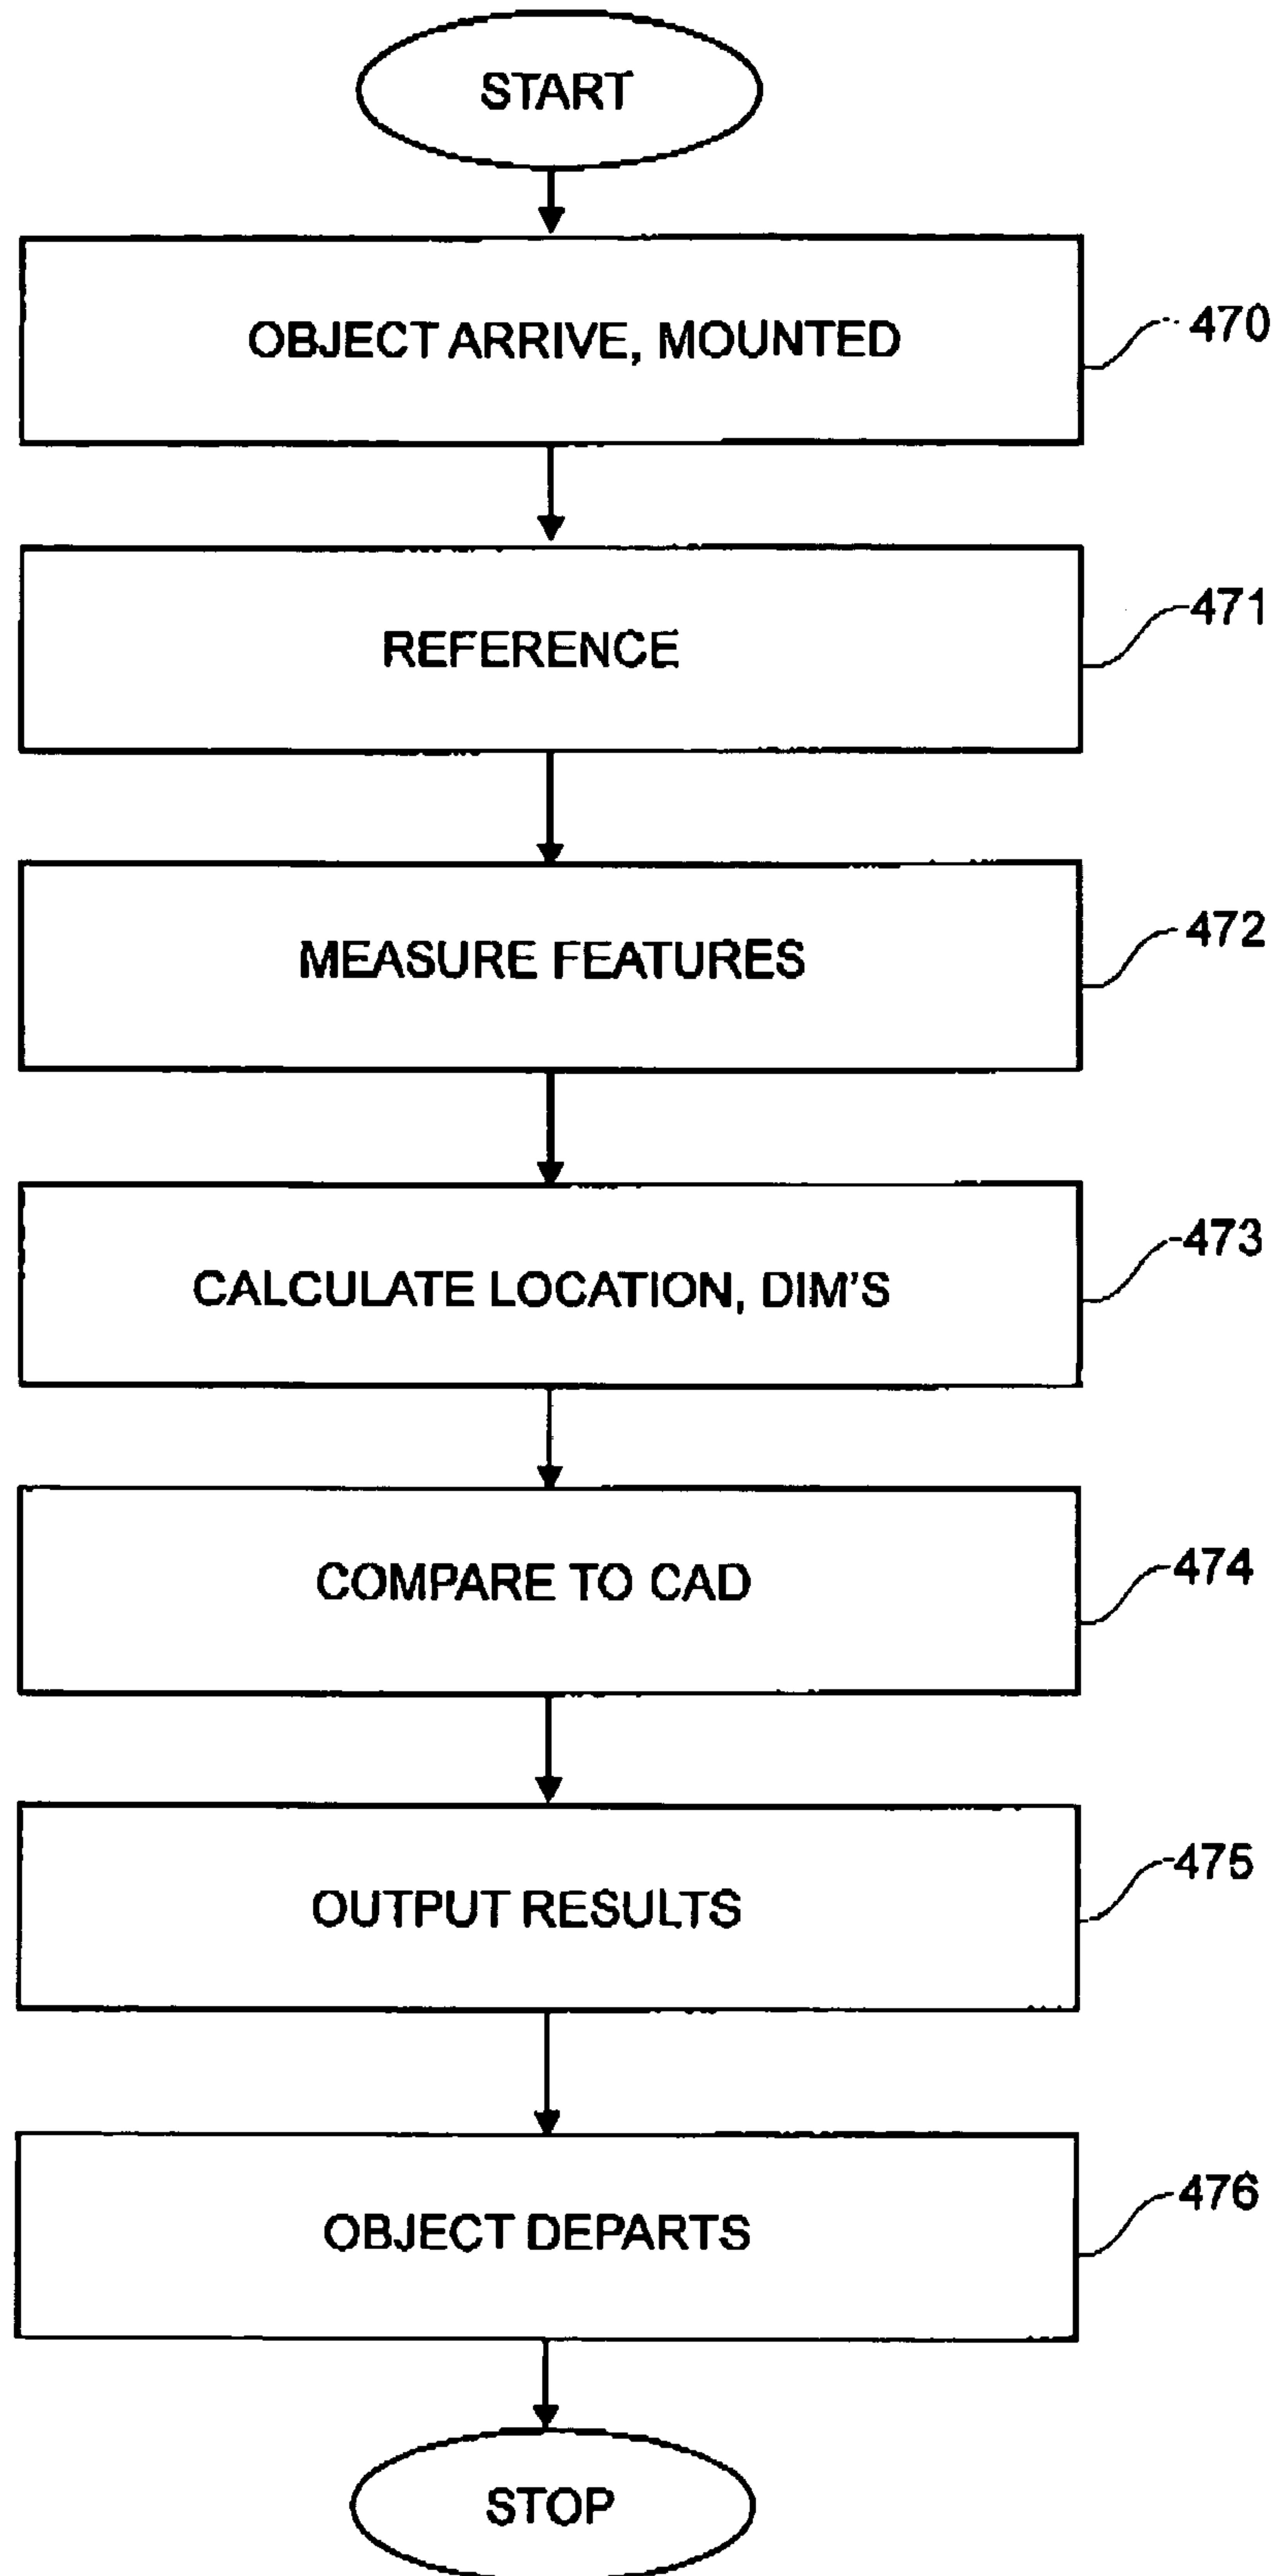 START
OBJECT ARRIVE, MOUNTED
470
REFERENCE
471
MEASURE FEATURES
472
CALCULATE LOCATION, DIM'S
473
COMPARE TO CAD
474
OUTPUT RESULTS
475
OBJECT DEPARTS
476
STOP